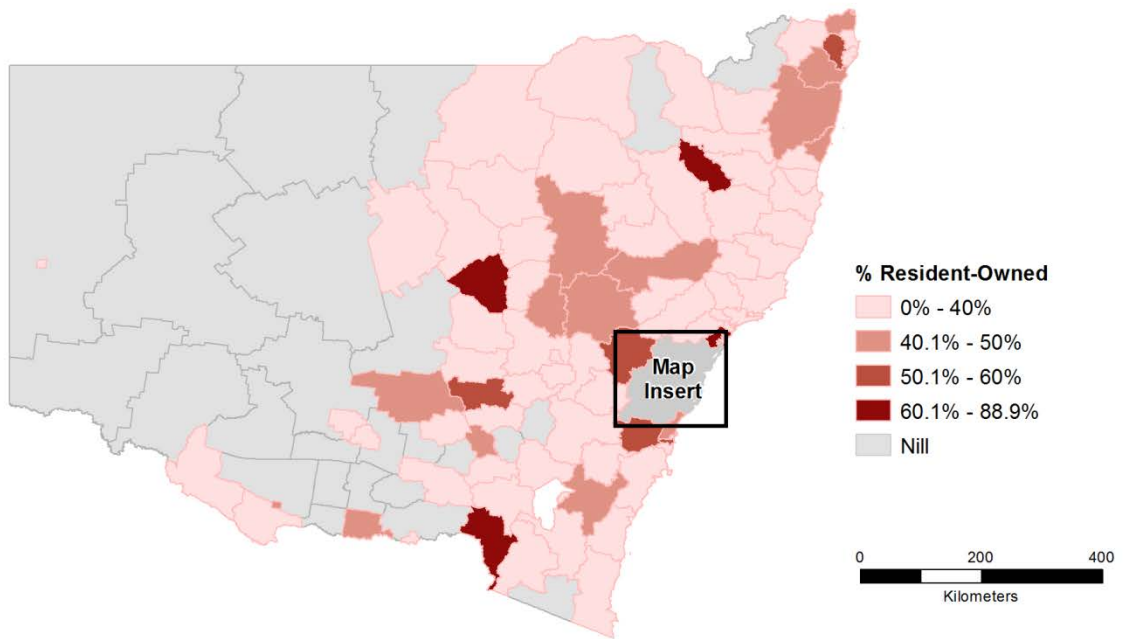 % Resident-Owned
0% - 40%
40.1% - 50%
50.1% - 60%
60.1% - 88.9%
Nill
Map
Insert
0 200 400
Kilometers